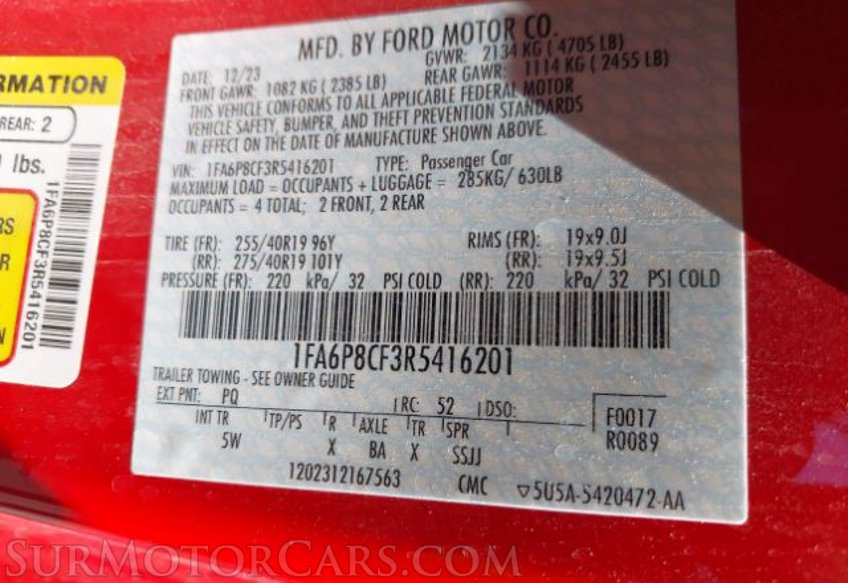 RMATION
REAR: 2
lbs.
1FA6P8CF3R5416201
RS
R
N
MFD. BY FORD MOTOR CO.
DATE: 12/23 GVWR: 2134 KG ( 4705 LB)
FRONT GAWR: 1082 KG ( 2385 LB) REAR GAWR: 1114 KG ( 2455 LB)
THIS VEHICLE CONFORMS TO ALL APPLICABLE FEDERAL MOTOR
VEHICLE SAFETY, BUMPER, AND THEFT PREVENTION STANDARDS
IN EFFECT ON THE DATE OF MANUFACTURE SHOWN ABOVE.
VIN: 1FA6P8CF3R5416201 TYPE: Passenger Car
MAXIMUM LOAD = OCCUPANTS + LUGGAGE = 285KG/ 630LB
OCCUPANTS = 4 TOTAL; 2 FRONT, 2 REAR
TIRE (FR): 255/40R19 96Y RIMS (FR): 19x9.0J
(RR): 275/40R19 101Y (RR): 19x9.5J
PRESSURE (FR): 220 kPa/ 32 PSI COLD (RR): 220 kPa/ 32 PSI COLD
1FA6P8CF3R5416201
TRAILER TOWING - SEE OWNER GUIDE
EXT PNT: PQ RC: 52 DSO: F0017
INT TR TP/PS R AXLE TR SPR R0089
5W X BA X SSJJ
1202312167563 CMC ▽5U5A-5420472-AA
SurMotorCars.com